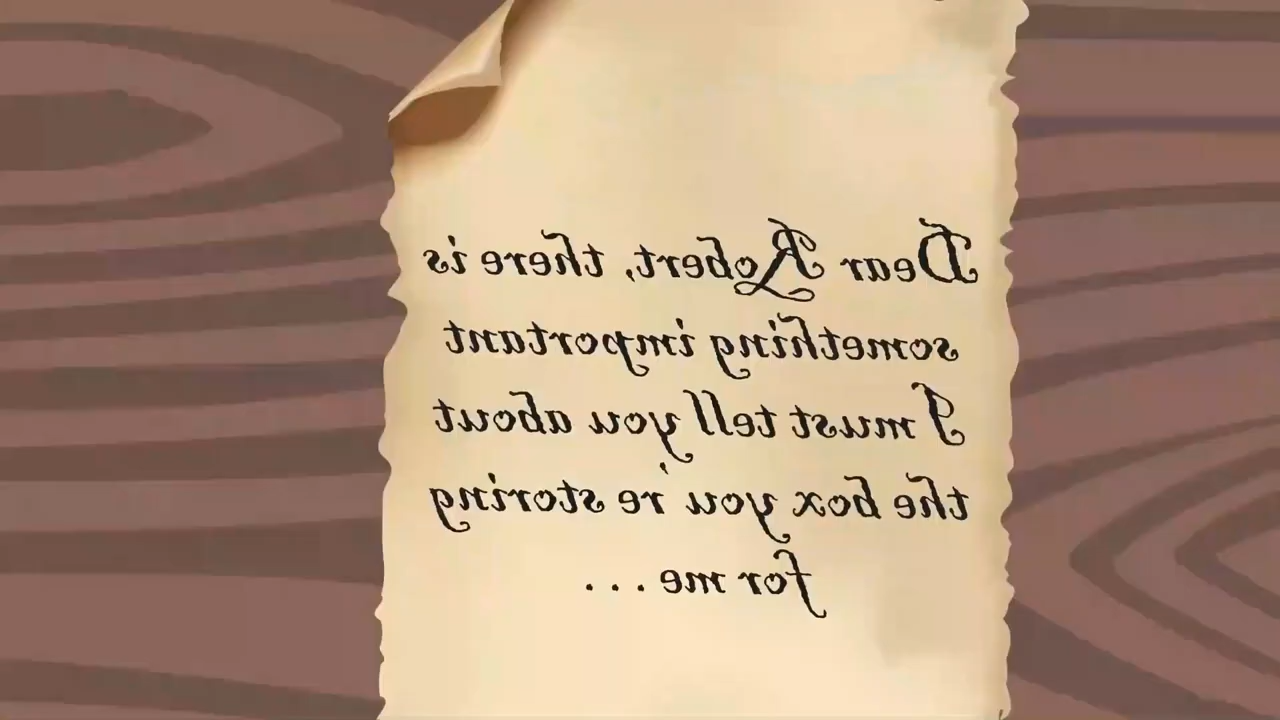 Dear Robert, there is
something important
I must tell you about
the box you're storing
for me...